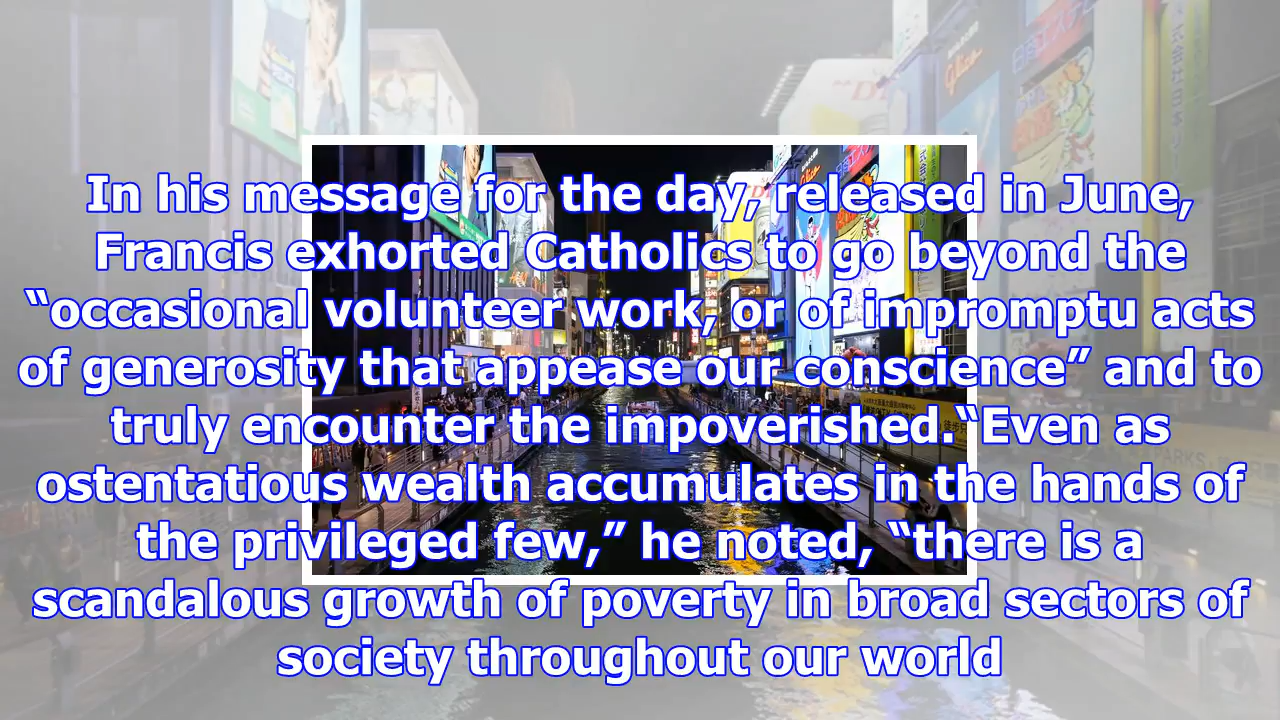 In his message for the day, released in June,
Francis exhorted Catholics to go beyond the
“occasional volunteer work, or of impromptu acts
of generosity that appease our conscience” and to
truly encounter the impoverished.“Even as
ostentatious wealth accumulates in the hands of
the privileged few,” he noted, “there is a
scandalous growth of poverty in broad sectors of
society throughout our world